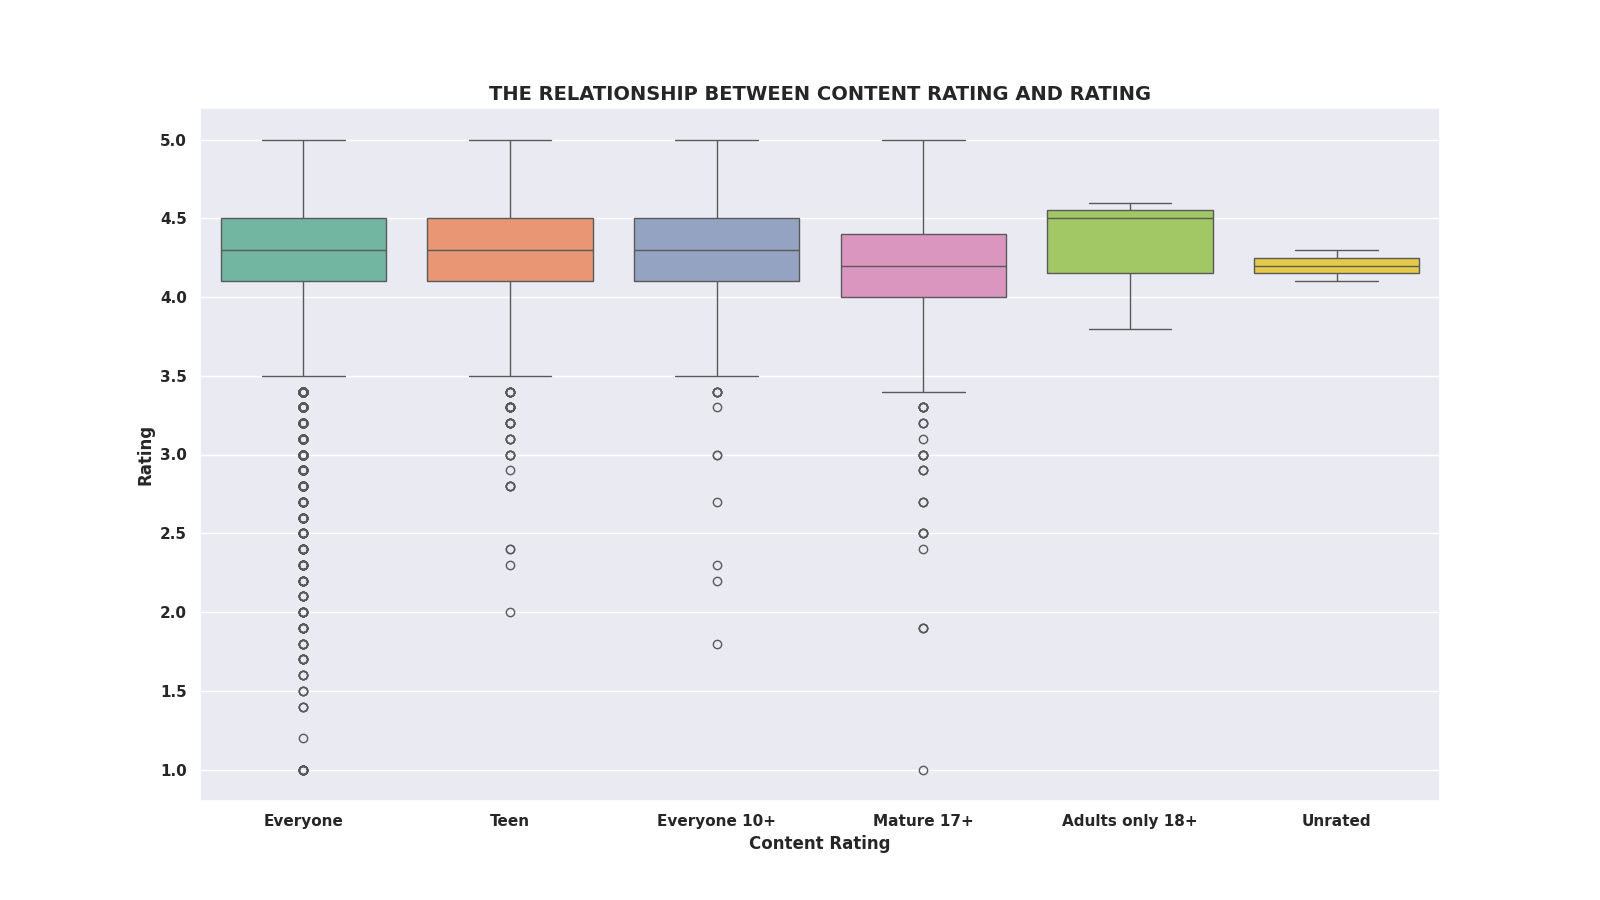 THE RELATIONSHIP BETWEEN CONTENT RATING AND RATING
5.0
4.5
4.0
3.5
3.0
2.5
2.0
1.5
1.0
Rating
Everyone
Teen
Everyone 10+
Mature 17+
Adults only 18+
Unrated
Content Rating